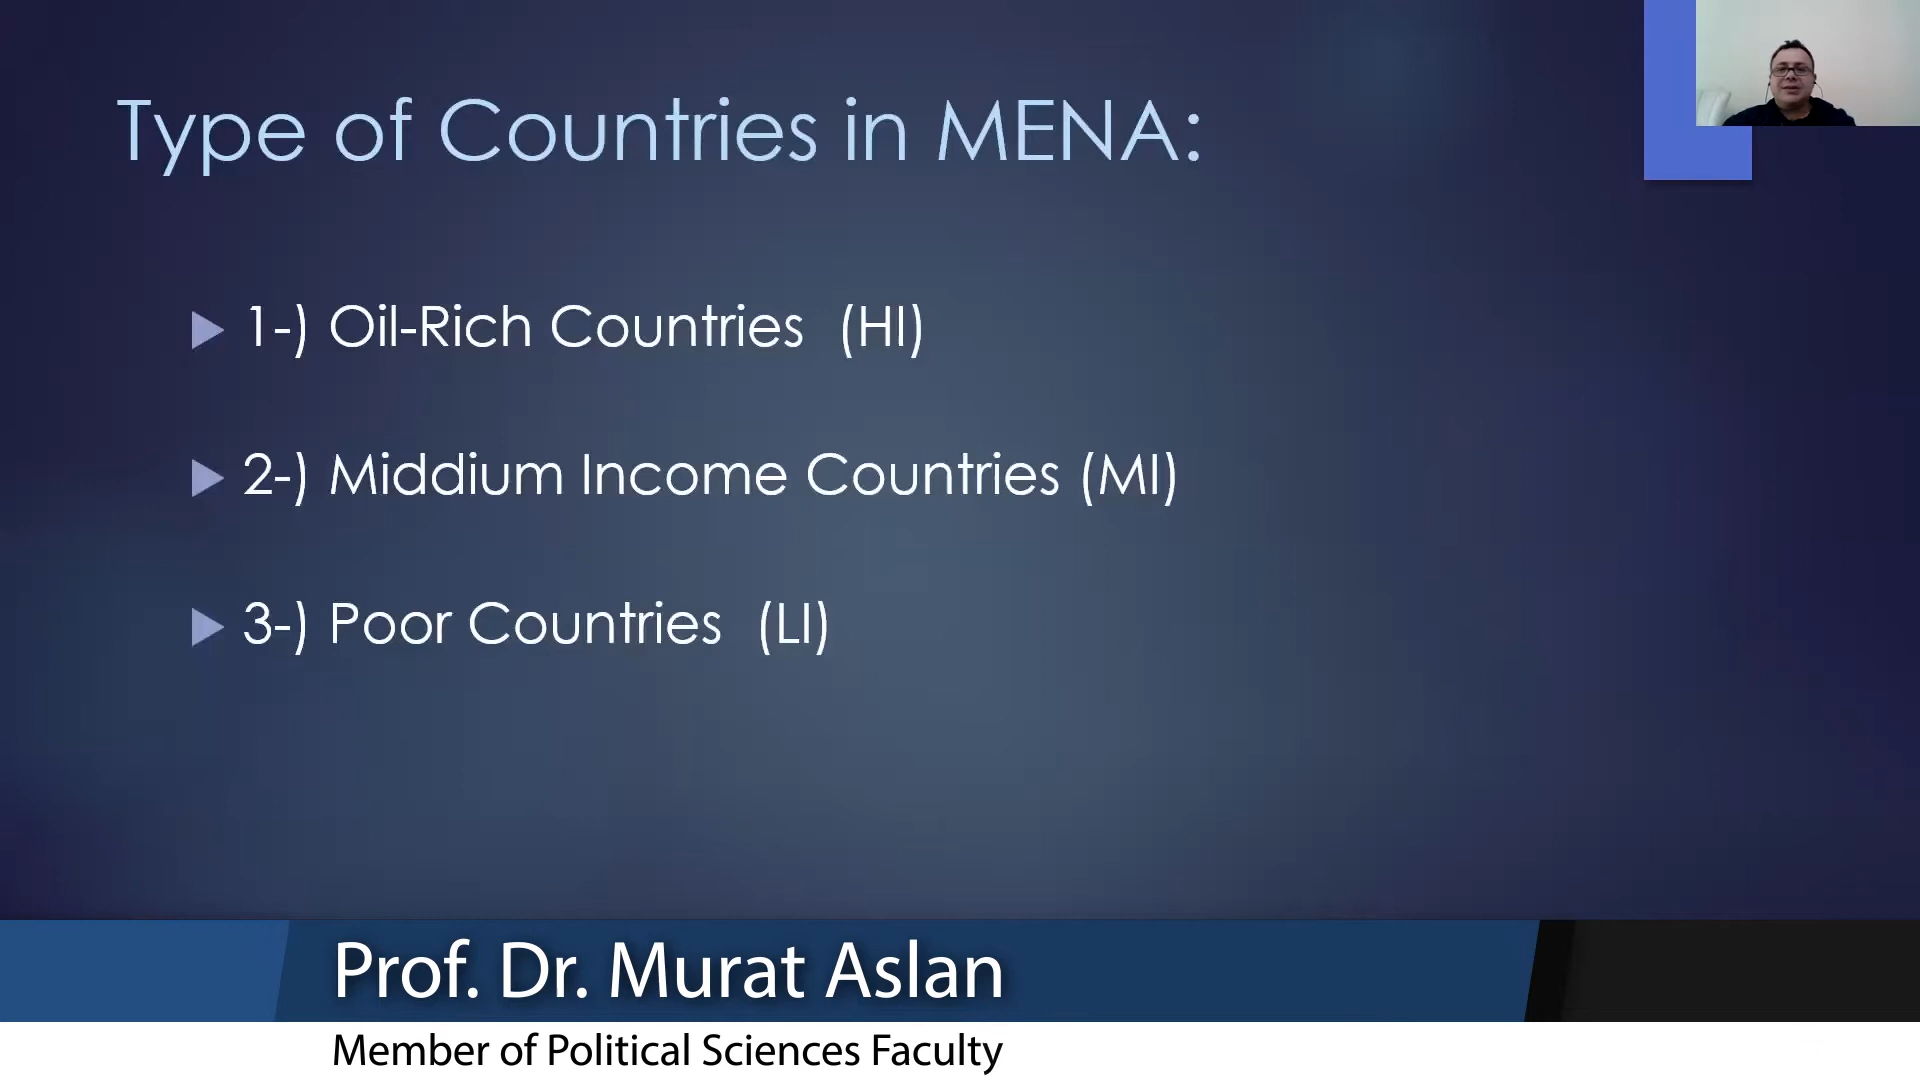 Type of Countries in MENA:
1-) Oil-Rich Countries (HI)
2-) Middium Income Countries (MI)
3-) Poor Countries (LI)
Prof. Dr. Murat Aslan
Member of Political Sciences Faculty